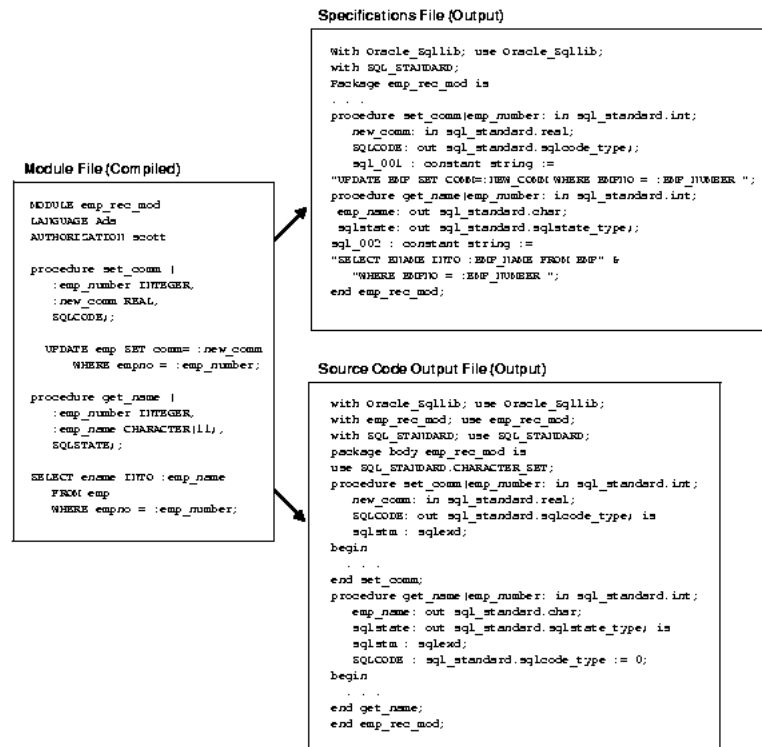 Specifications File (Output)
With Oracle_Sqllib; use Oracle_Sqllib;
with SQL_STANDARD;
Package emp_rec_mod is
. . .
procedure set_comm(emp_number: in sql_standard.int;
new_comm: in sql_standard.real;
SQLCODE: out sql_standard.sqlcode_type);
sql_001 : constant string :=
"UPDATE EMP SET COMM=:NEW_COMM WHERE EMPNO = :EMP_NUMBER ";
procedure get_name(emp_number: in sql_standard.int;
emp_name: out sql_standard.char;
sqlstate: out sql_standard.sqlstate_type);
sql_002 : constant string :=
"SELECT ENAME INTO :EMP_NAME FROM EMP" &
"WHERE EMPNO = :EMP_NUMBER ";
end emp_rec_mod;
Module File (Compiled)
MODULE emp_rec_mod
LANGUAGE Ada
AUTHORIZATION scott
procedure set_comm (
:emp_number INTEGER,
:new_comm REAL,
SQLCODE);
UPDATE emp SET comm= :new_comm
WHERE empno = :emp_number;
procedure get_name (
:emp_number INTEGER,
:emp_name CHARACTER(11),
SQLSTATE);
SELECT ename INTO :emp_name
FROM emp
WHERE empno = :emp_number;
Source Code Output File (Output)
with Oracle_Sqllib; use Oracle_Sqllib;
with emp_rec_mod; use emp_rec_mod;
with SQL_STANDARD; use SQL_STANDARD;
package body emp_rec_mod is
use SQL_STANDARD.CHARACTER_SET;
procedure set_comm(emp_number: in sql_standard.int;
new_comm: in sql_standard.real;
SQLCODE: out sql_standard.sqlcode_type) is
sqlstm : sqlexd;
begin
. . .
end set_comm;
procedure get_name(emp_number: in sql_standard.int;
emp_name: out sql_standard.char;
sqlstate: out sql_standard.sqlstate_type) is
sqlstm : sqlexd;
SQLCODE : sql_standard.sqlcode_type := 0;
begin
. . .
end get_name;
end emp_rec_mod;